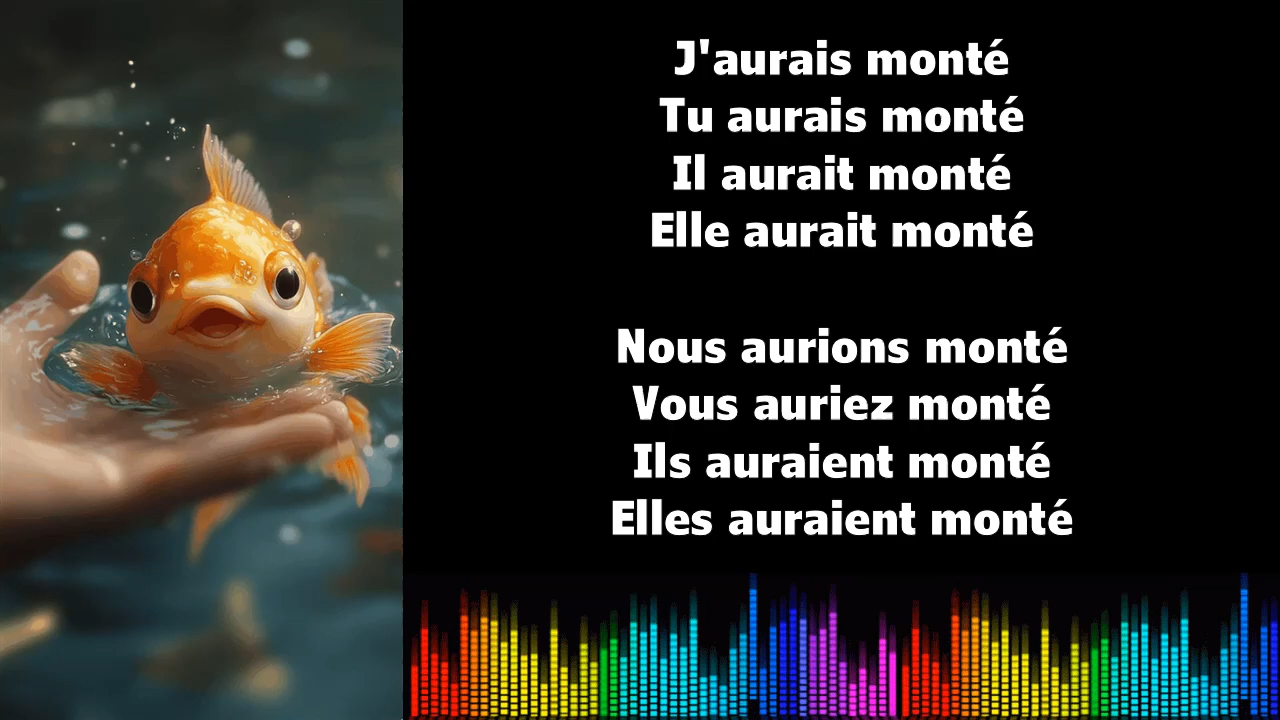 J'aurais monté
Tu aurais monté
Il aurait monté
Elle aurait monté
Nous aurions monté
Vous auriez monté
Ils auraient monté
Elles auraient monté